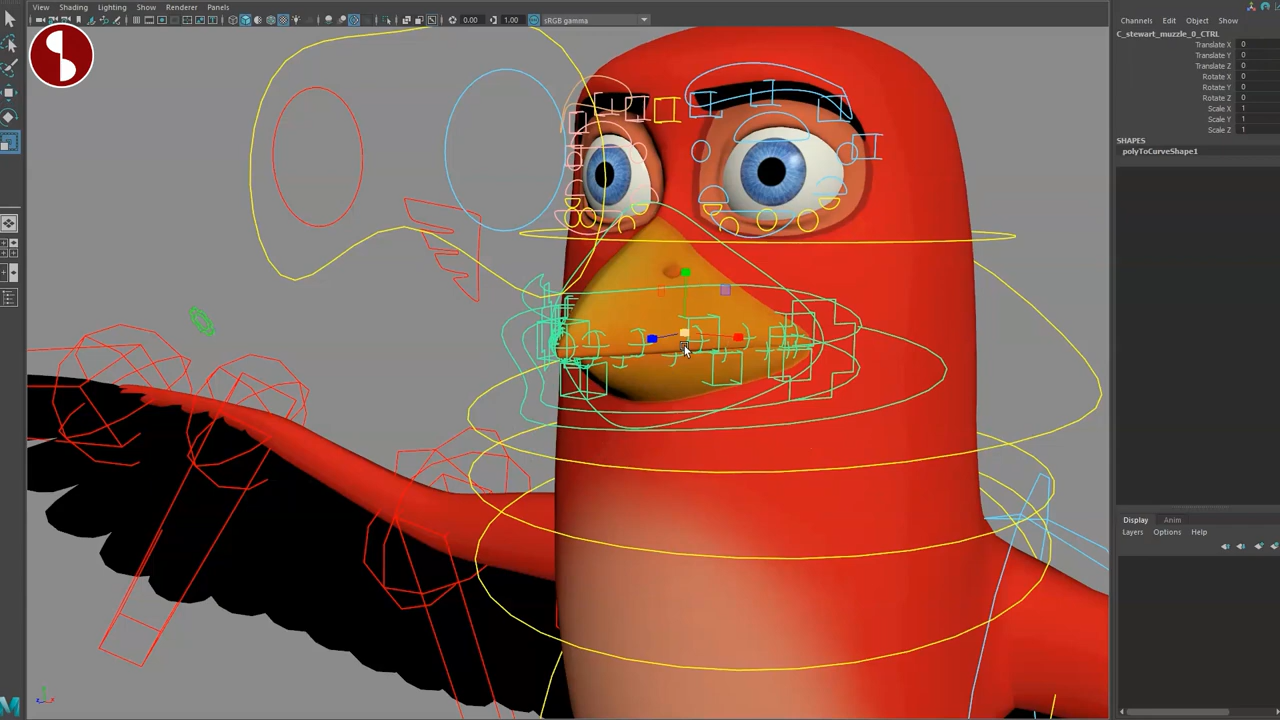 View Shading Lighting Show Renderer Panels
0.00 1.00 sRGB gamma
Channels Edit Object Show
C_stewart_muzzle_0_CTRL
Translate X 0
Translate Y 0
Translate Z 0
Rotate X 0
Rotate Y 0
Rotate Z 0
Scale X 1
Scale Y 1
Scale Z 1
SHAPES
polyToCurveShape1
Display Anim
Layers Options Help